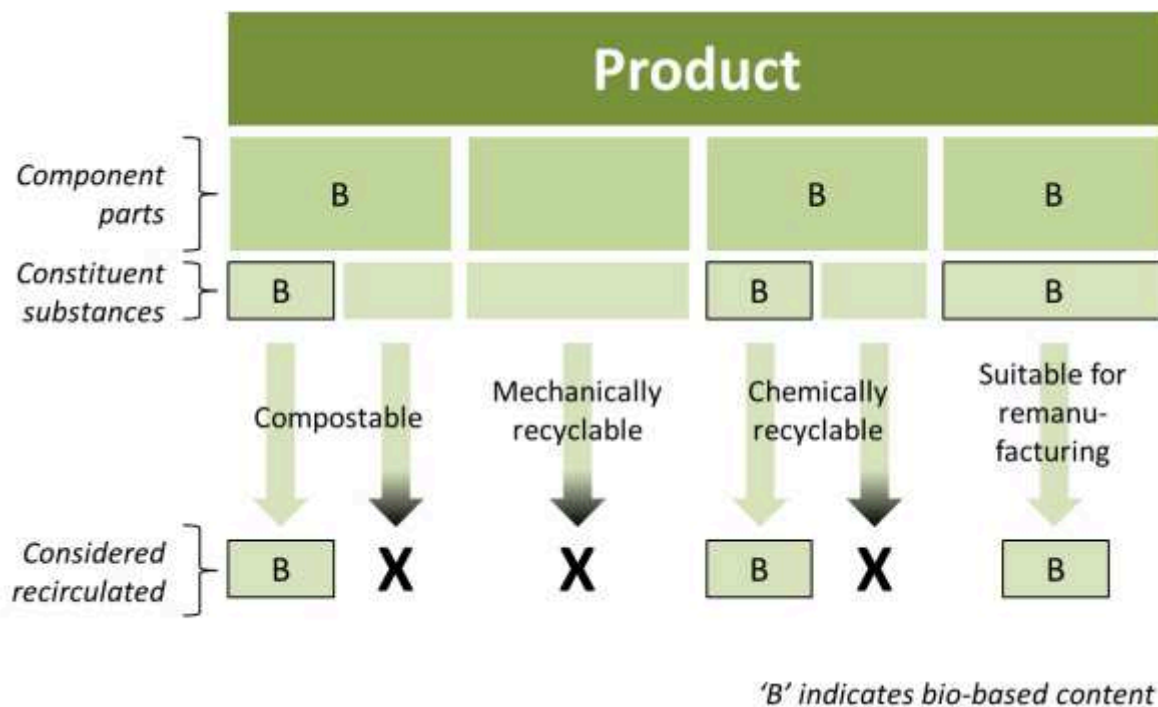 Product
Component
parts
B
B
B
Constituent
substances
B
B
B
Compostable
Mechanically
recyclable
Chemically
recyclable
Suitable for
remanu-
facturing
Considered
recirculated
B
X
X
B
X
B
‘B’ indicates bio-based content